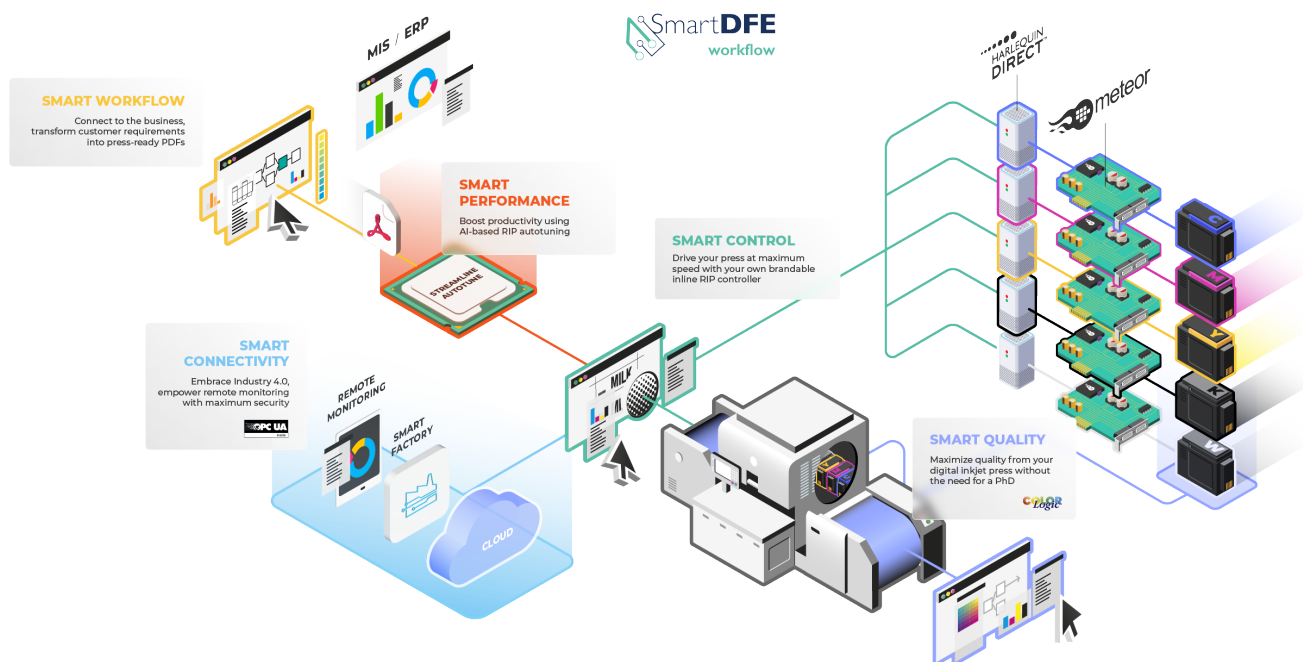 SmartDFE
workflow
MIS / ERP
SMART WORKFLOW
Connect to the business,
transform customer requirements
into press-ready PDFs
SMART
PERFORMANCE
Boost productivity using
AI-based RIP autotuning
STREAMLINE
AUTOTUNE
SMART CONTROL
Drive your press at maximum
speed with your own brandable
inline RIP controller
HARLEQUIN
DIRECT™
meteor
C
M
Y
K
W
SMART
CONNECTIVITY
Embrace Industry 4.0,
empower remote monitoring
with maximum security
OPC UA
REMOTE
MONITORING
SMART
FACTORY
CLOUD
MILK
SMART QUALITY
Maximize quality from your
digital inkjet press without
the need for a PhD
COLOR
Logic